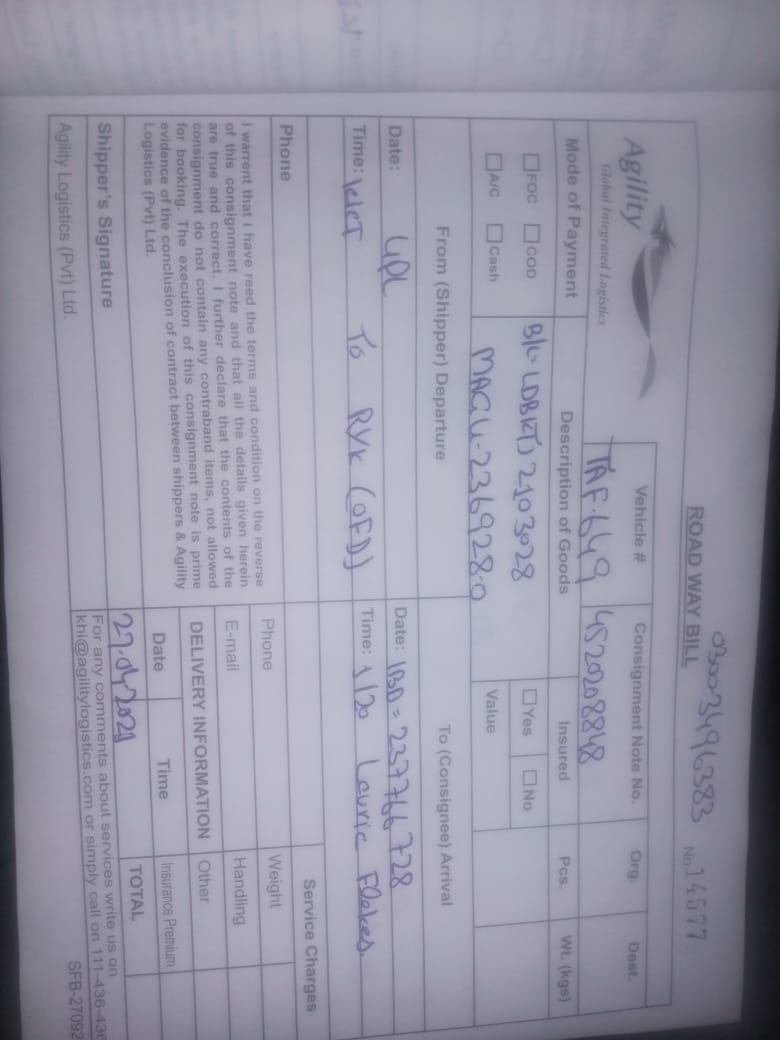 03003496383
ROAD WAY BILL
No 14577
Agility
Global Integrated Logistics
Vehicle #
Consignment Note No.
Org.
Dest.
TAF-649
4520208848
Mode of Payment
Description of Goods
Insured
Pcs.
Wt. (kgs)
FOC
COD
B/L
2103028
Yes
No
A/C
Cash
MAGU-236928-0
Value
From (Shipper) Departure
To (Consignee) Arrival
Date:
UPL
Date: IBD = 237766728
Time: KICT To RYK (OFD)
Time: 1/20 Lauric Flakes.
Phone
Service Charges
Phone
Weight
I warrent that i have reed the terms and condition on the reverse
of this consignment note and that all the details given herein
are true and correct. I further declare that the contents of the
consignment do not contain any contraband items, not allowed
for booking. The execution of this consignment note is prime
evidence of the conclusion of contract between shippers & Agility
Logistics (Pvt) Ltd.
E-mail
Handling
DELIVERY INFORMATION
Other
Date
Time
Insurance Premium
27-04-2021
TOTAL
Shipper's Signature
For any comments about services write us on
khi@agilitylogistics.com or simply call on 111-436-436
Agility Logistics (Pvt) Ltd.
SFB-27092